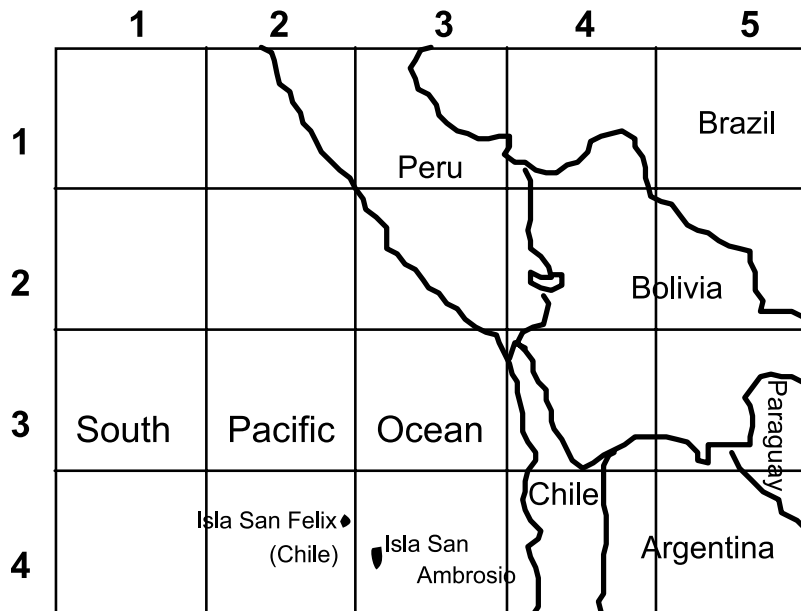 1 2 3 4 5
1
Brazil
Peru
2
Bolivia
3
South Pacific Ocean
Paraguay
Chile
Isla San Felix
(Chile)
Isla San
Ambrosio
Argentina
4